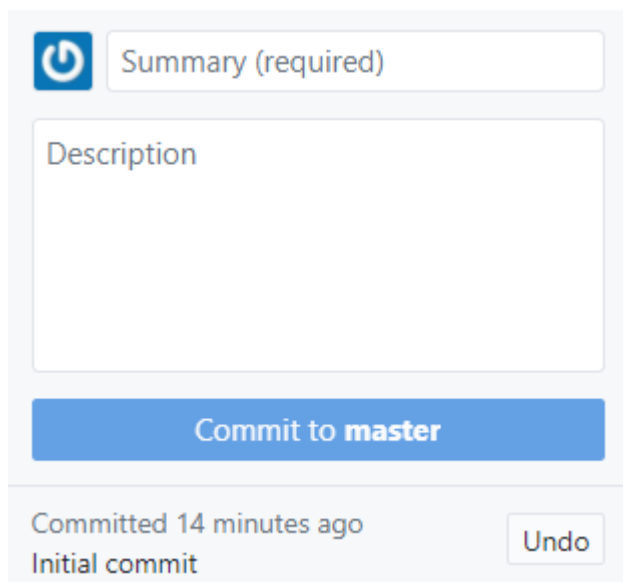 Summary (required)
Description
Commit to master
Committed 14 minutes ago
Initial commit
Undo